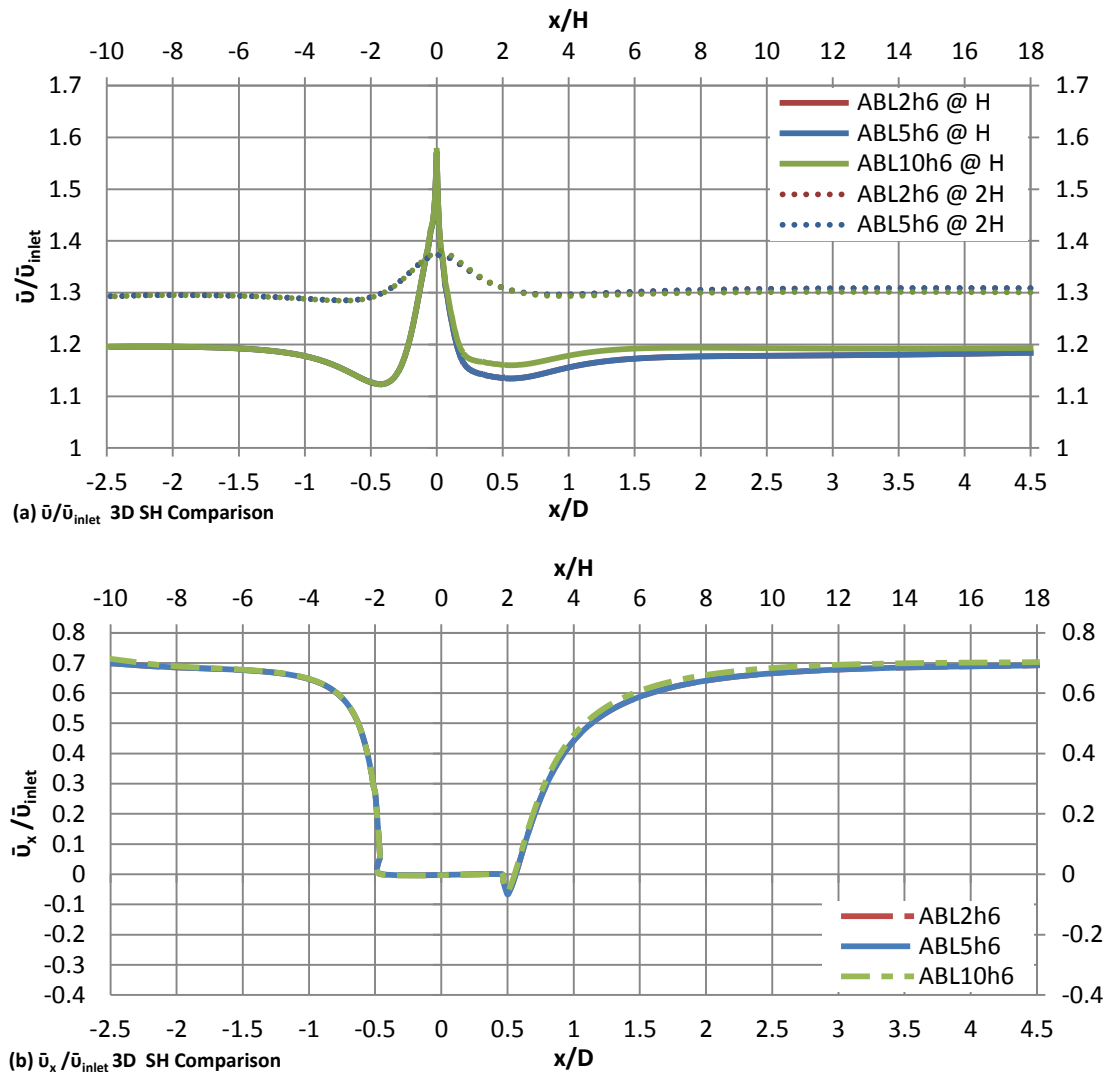 x/H
-10 -8 -6 -4 -2 0 2 4 6 8 10 12 14 16 18
1.7 1.7
1.6 1.6
1.5 1.5
1.4 1.4
1.3 1.3
1.2 1.2
1.1 1.1
1 1
ῡ/ῡinlet
ABL2h6 @ H
ABL5h6 @ H
ABL10h6 @ H
ABL2h6 @ 2H
ABL5h6 @ 2H
-2.5 -2 -1.5 -1 -0.5 0 0.5 1 1.5 2 2.5 3 3.5 4 4.5
x/D
(a) ῡ/ῡinlet 3D SH Comparison
x/H
-10 -8 -6 -4 -2 0 2 4 6 8 10 12 14 16 18
0.8 0.8
0.7
0.6 0.6
0.5
0.4 0.4
0.3
0.2 0.2
0.1
0 0
-0.1
-0.2 -0.2
-0.3
-0.4 -0.4
ῡx /ῡinlet
ABL2h6
ABL5h6
ABL10h6
-2.5 -2 -1.5 -1 -0.5 0 0.5 1 1.5 2 2.5 3 3.5 4 4.5
x/D
(b) ῡx /ῡinlet 3D SH Comparison